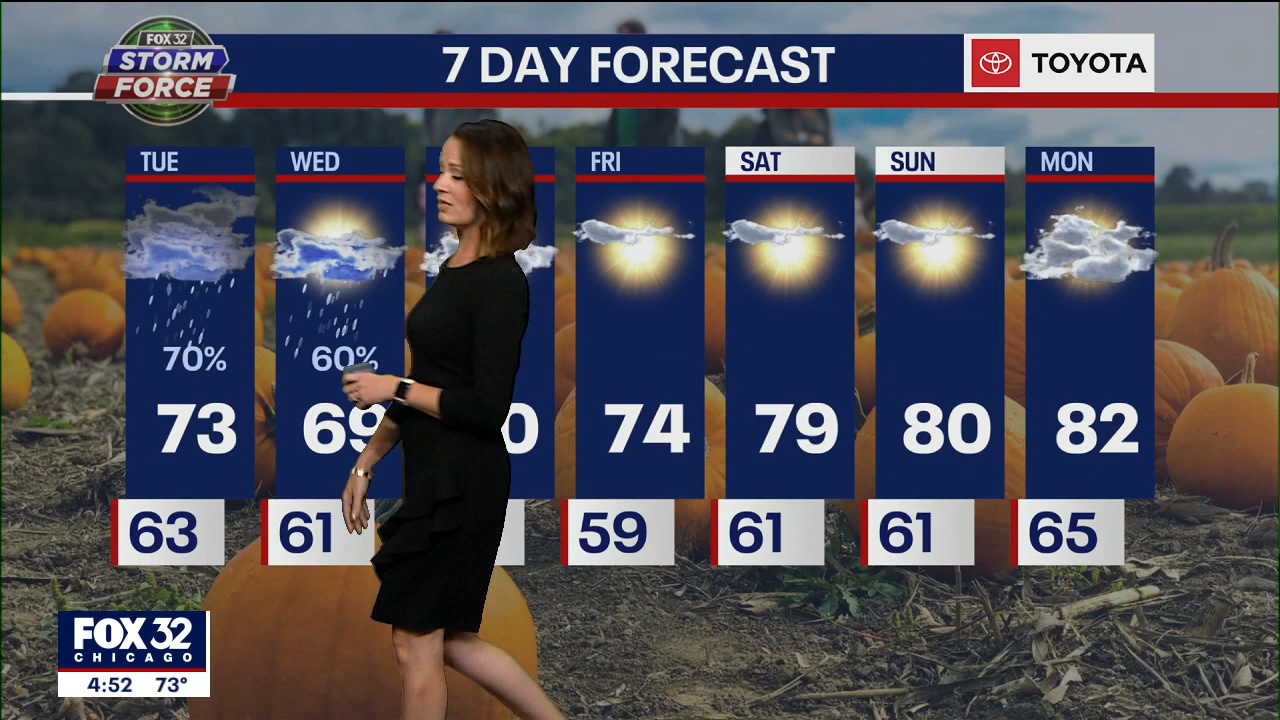 FOX 32
STORM
FORCE
7 DAY FORECAST
TOYOTA
TUE WED FRI SAT SUN MON
70% 60%
73 69 74 79 80 82
63 61 59 61 61 65
FOX 32
CHICAGO
4:52 73°